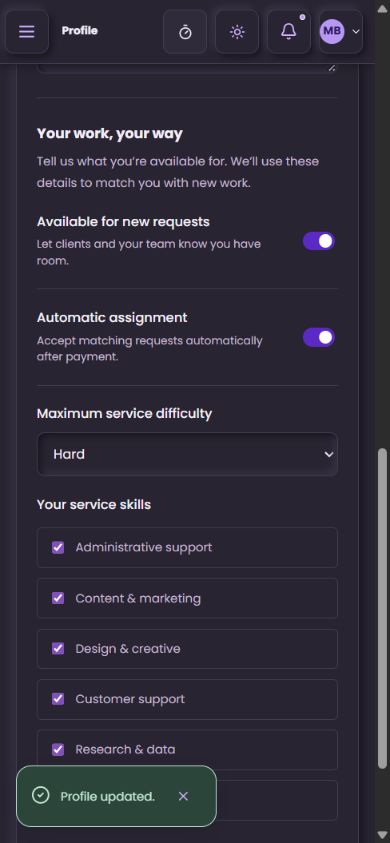 Profile
MB
Your work, your way
Tell us what you're available for. We'll use these
details to match you with new work.
Available for new requests
Let clients and your team know you have
room.
Automatic assignment
Accept matching requests automatically
after payment.
Maximum service difficulty
Hard
Your service skills
Administrative support
Content & marketing
Design & creative
Customer support
Research & data
Profile updated.